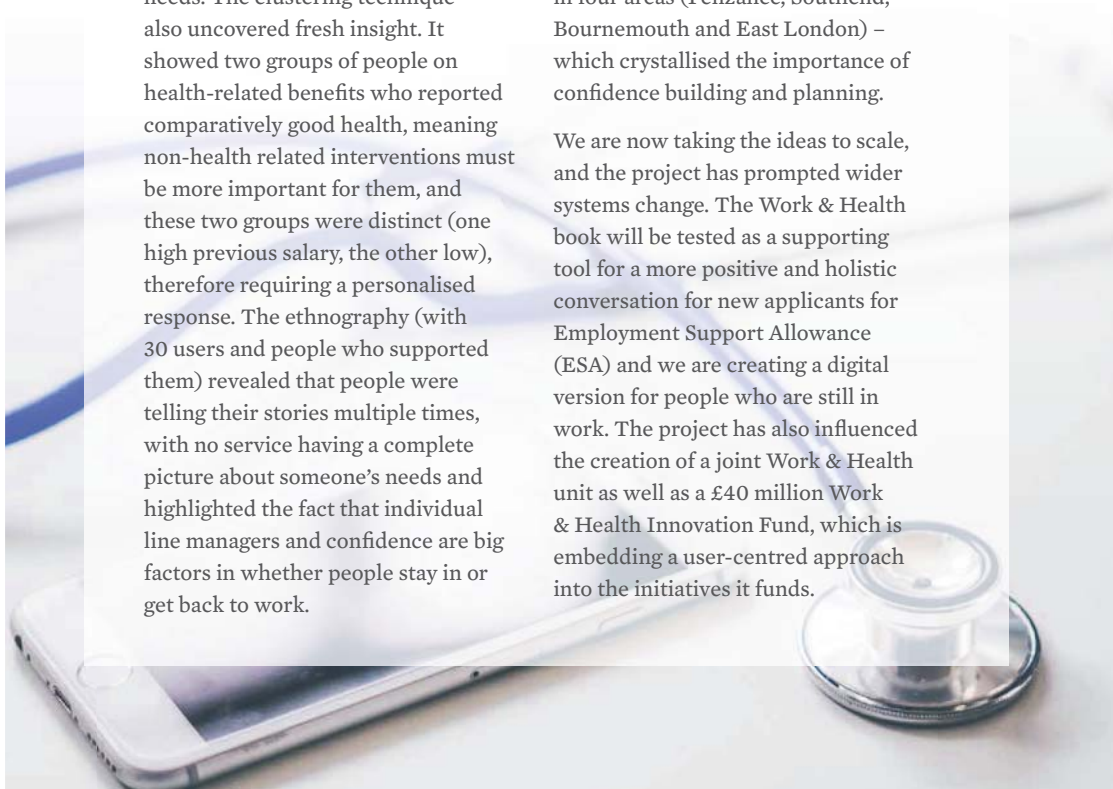 needs. The clustering technique
also uncovered fresh insight. It
showed two groups of people on
health-related benefits who reported
comparatively good health, meaning
non-health related interventions must
be more important for them, and
these two groups were distinct (one
high previous salary, the other low),
therefore requiring a personalised
response. The ethnography (with
30 users and people who supported
them) revealed that people were
telling their stories multiple times,
with no service having a complete
picture about someone’s needs and
highlighted the fact that individual
line managers and confidence are big
factors in whether people stay in or
get back to work.
in four areas (Penzance, Southend,
Bournemouth and East London) –
which crystallised the importance of
confidence building and planning.
We are now taking the ideas to scale,
and the project has prompted wider
systems change. The Work & Health
book will be tested as a supporting
tool for a more positive and holistic
conversation for new applicants for
Employment Support Allowance
(ESA) and we are creating a digital
version for people who are still in
work. The project has also influenced
the creation of a joint Work & Health
unit as well as a £40 million Work
& Health Innovation Fund, which is
embedding a user-centred approach
into the initiatives it funds.